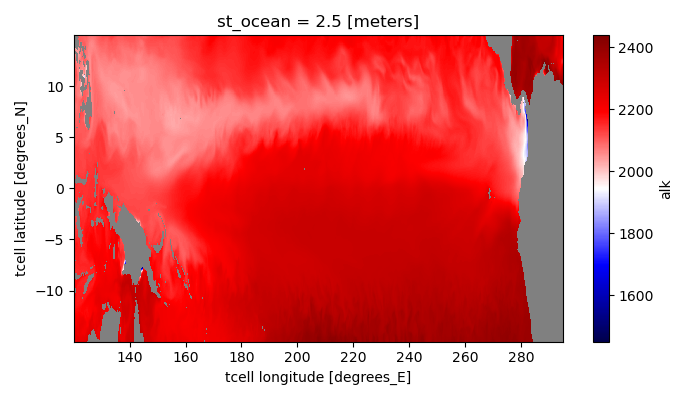 st_ocean = 2.5 [meters]
10
5
0
−5
−10
tcell latitude [degrees_N]
140 160 180 200 220 240 260 280
tcell longitude [degrees_E]
2400
2200
2000
1800
1600
alk